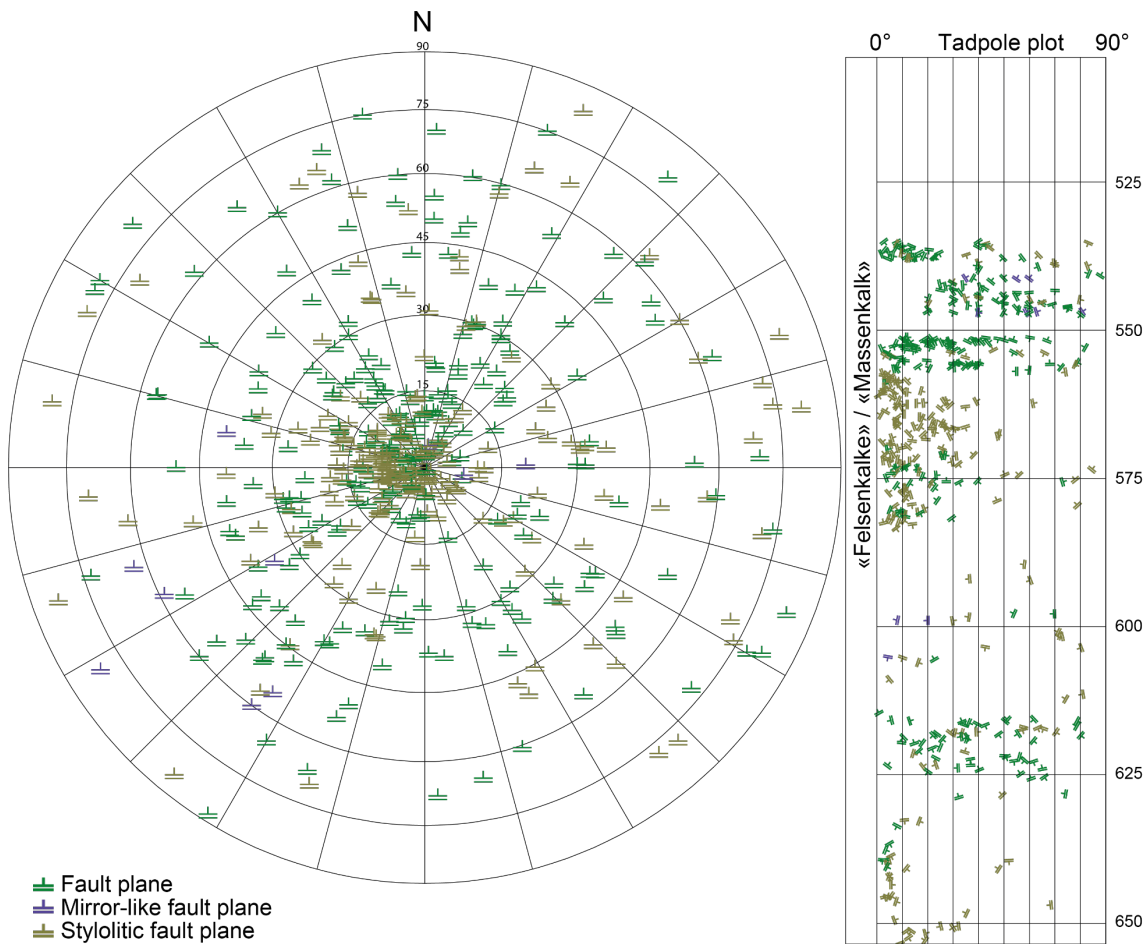 N
90
75
60
45
30
15
0° Tadpole plot 90°
525
550
575
600
625
650
«Felsenkalke» / «Massenkalk»
Fault plane
Mirror-like fault plane
Stylolitic fault plane